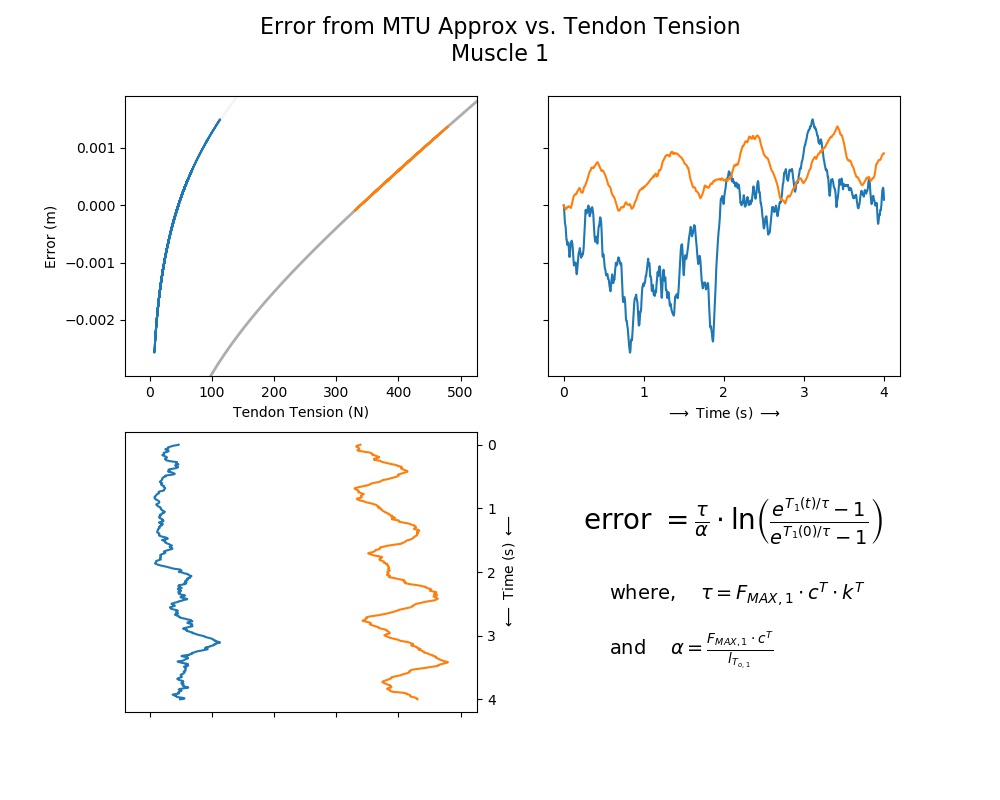 Error from MTU Approx vs. Tendon Tension
Muscle 1
0.001
0.000
−0.001
−0.002
Error (m)
0 100 200 300 400 500
Tendon Tension (N)
0 1 2 3 4
⟶ Time (s) ⟶
0
1
2
3
4
⟵ Time (s) ⟵
error = τ/α · ln((e^{T_1(t)/τ} − 1)/(e^{T_1(0)/τ} − 1))
where, τ = F_{MAX,1} · c^T · k^T
and α = (F_{MAX,1} · c^T)/(l_{T_{o,1}})